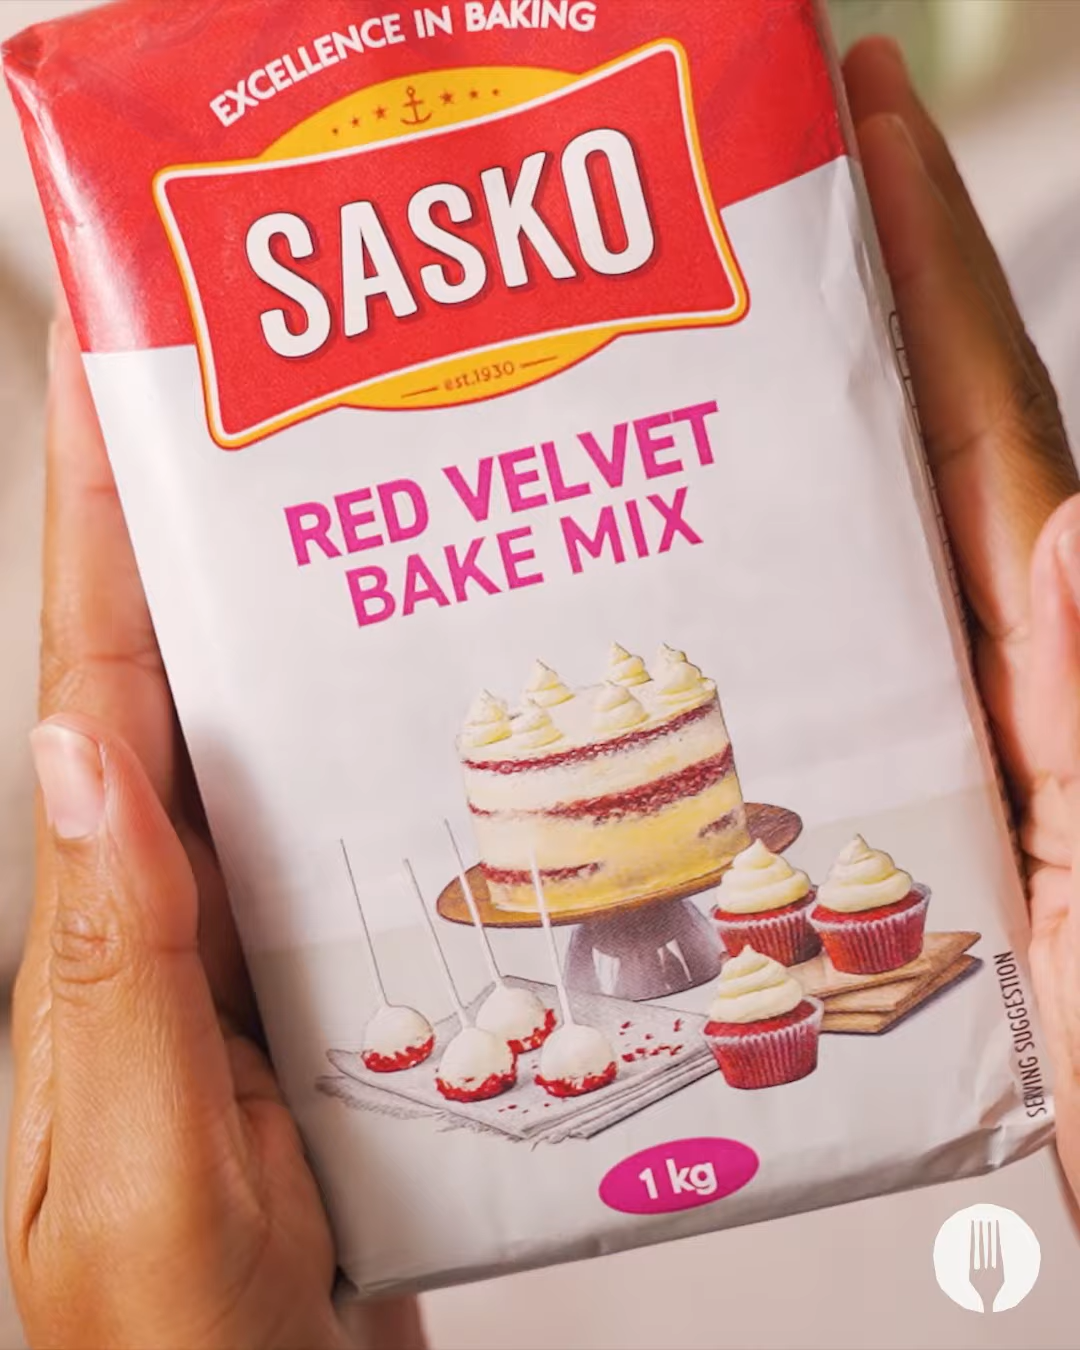 EXCELLENCE IN BAKING
SASKO
est.1930
RED VELVET
BAKE MIX
SERVING SUGGESTION
1 kg